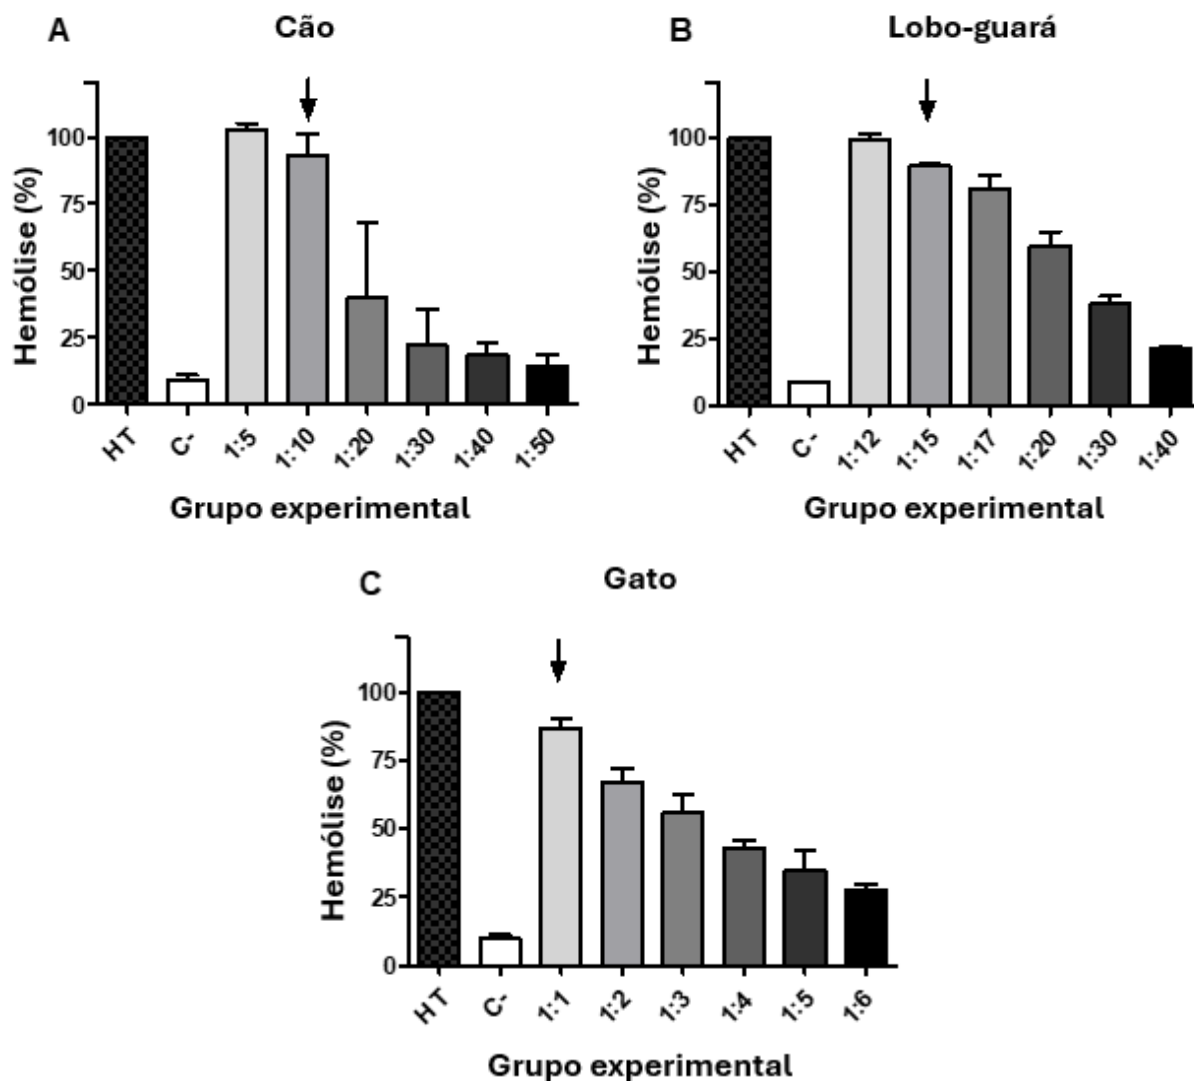 A
Cão
Hemólise (%)
100
75
50
25
0
HT
C-
1:5
1:10
1:20
1:30
1:40
1:50
Grupo experimental
B
Lobo-guará
Hemólise (%)
100
75
50
25
0
HT
C-
1:12
1:15
1:17
1:20
1:30
1:40
Grupo experimental
C
Gato
Hemólise (%)
100
75
50
25
0
HT
C-
1:1
1:2
1:3
1:4
1:5
1:6
Grupo experimental